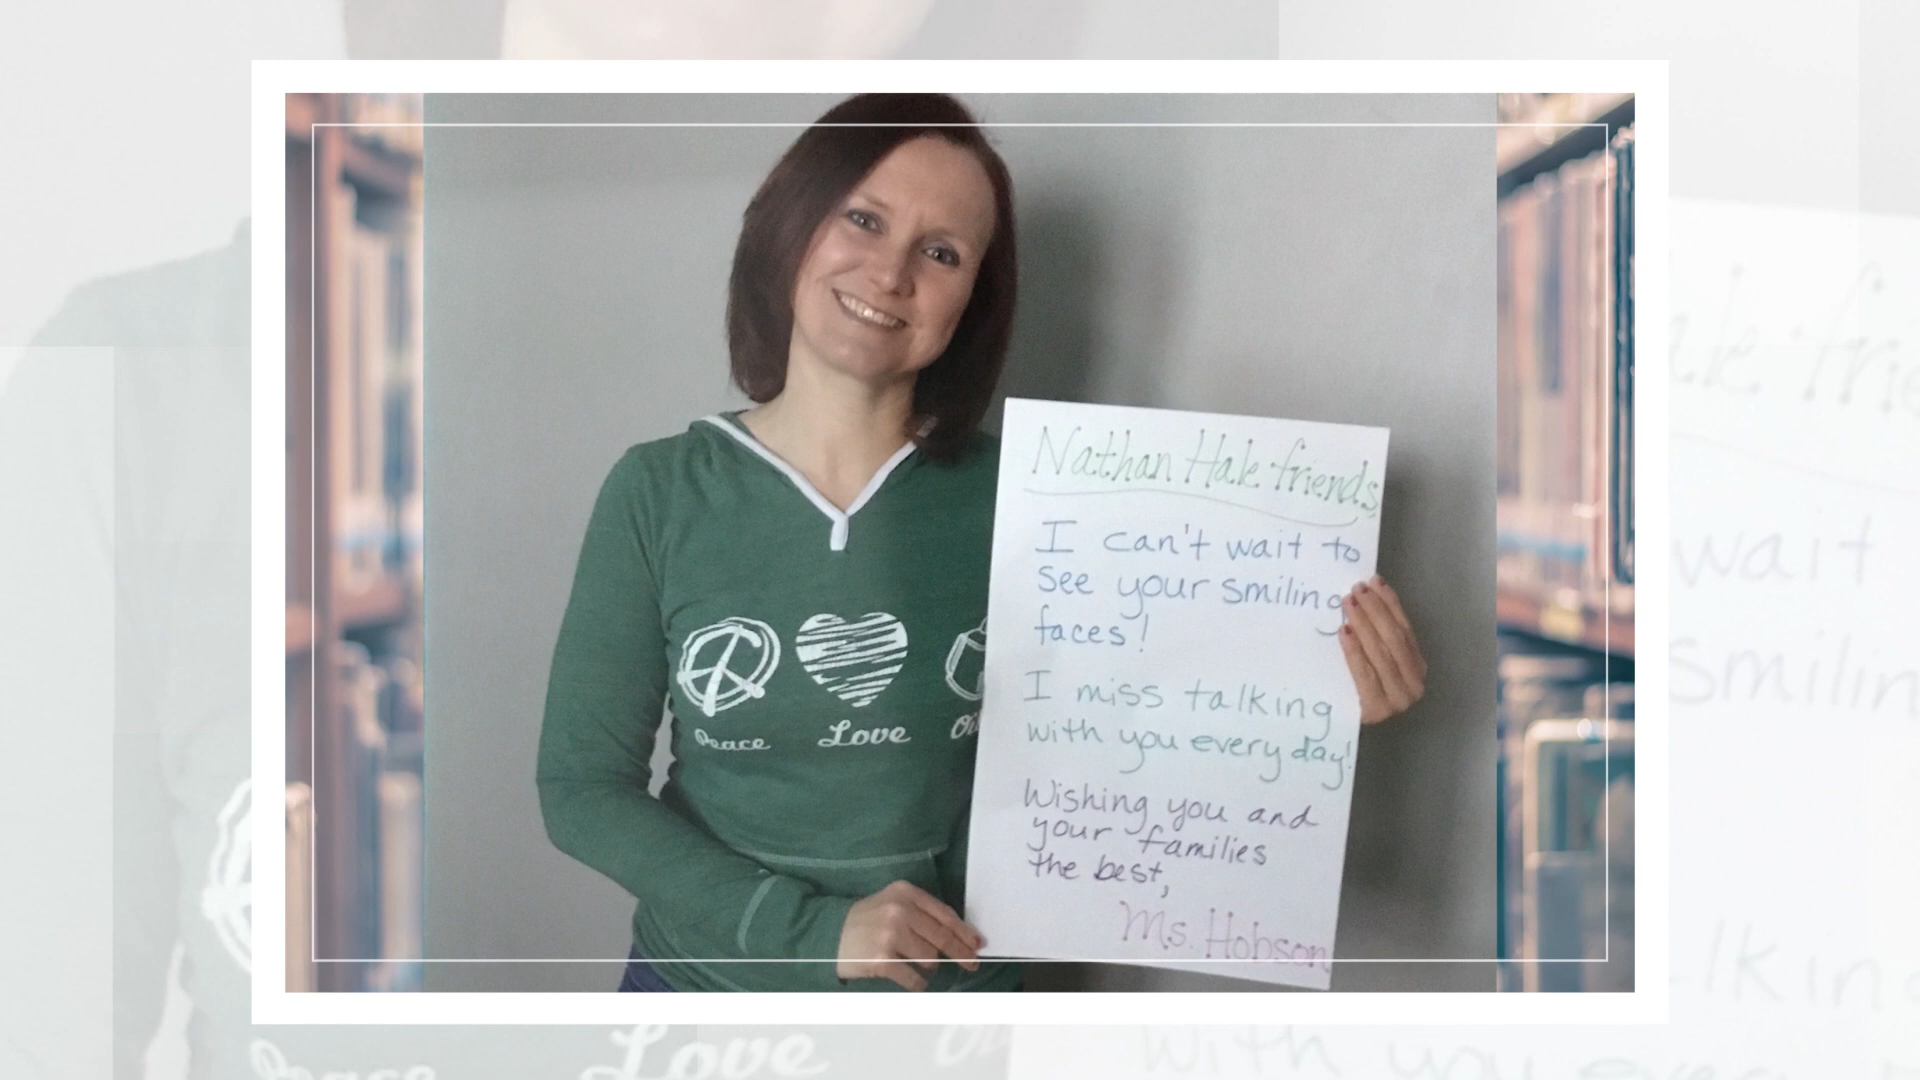 Nathan Hale friends,
I can't wait to
see your smiling
faces!
I miss talking
with you every day!
Wishing you and
your families
the best,
Ms. Hobson
Peace Love